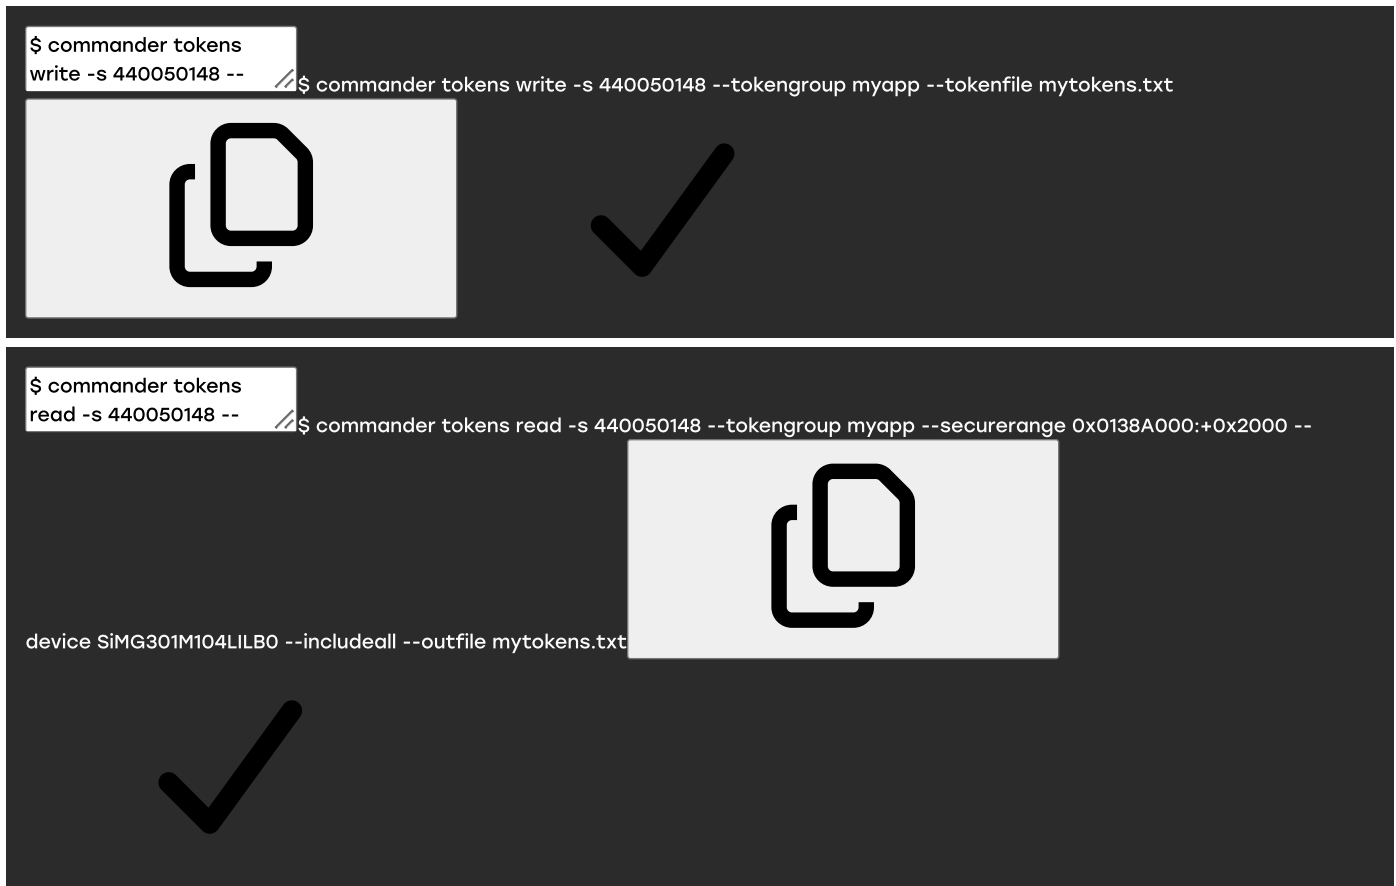 $ commander tokens
write -s 440050148 --
$ commander tokens write -s 440050148 --tokengroup myapp --tokenfile mytokens.txt
$ commander tokens
read -s 440050148 --
$ commander tokens read -s 440050148 --tokengroup myapp --securerange 0x0138A000:+0x2000 --
device SiMG301M104LILB0 --includeall --outfile mytokens.txt